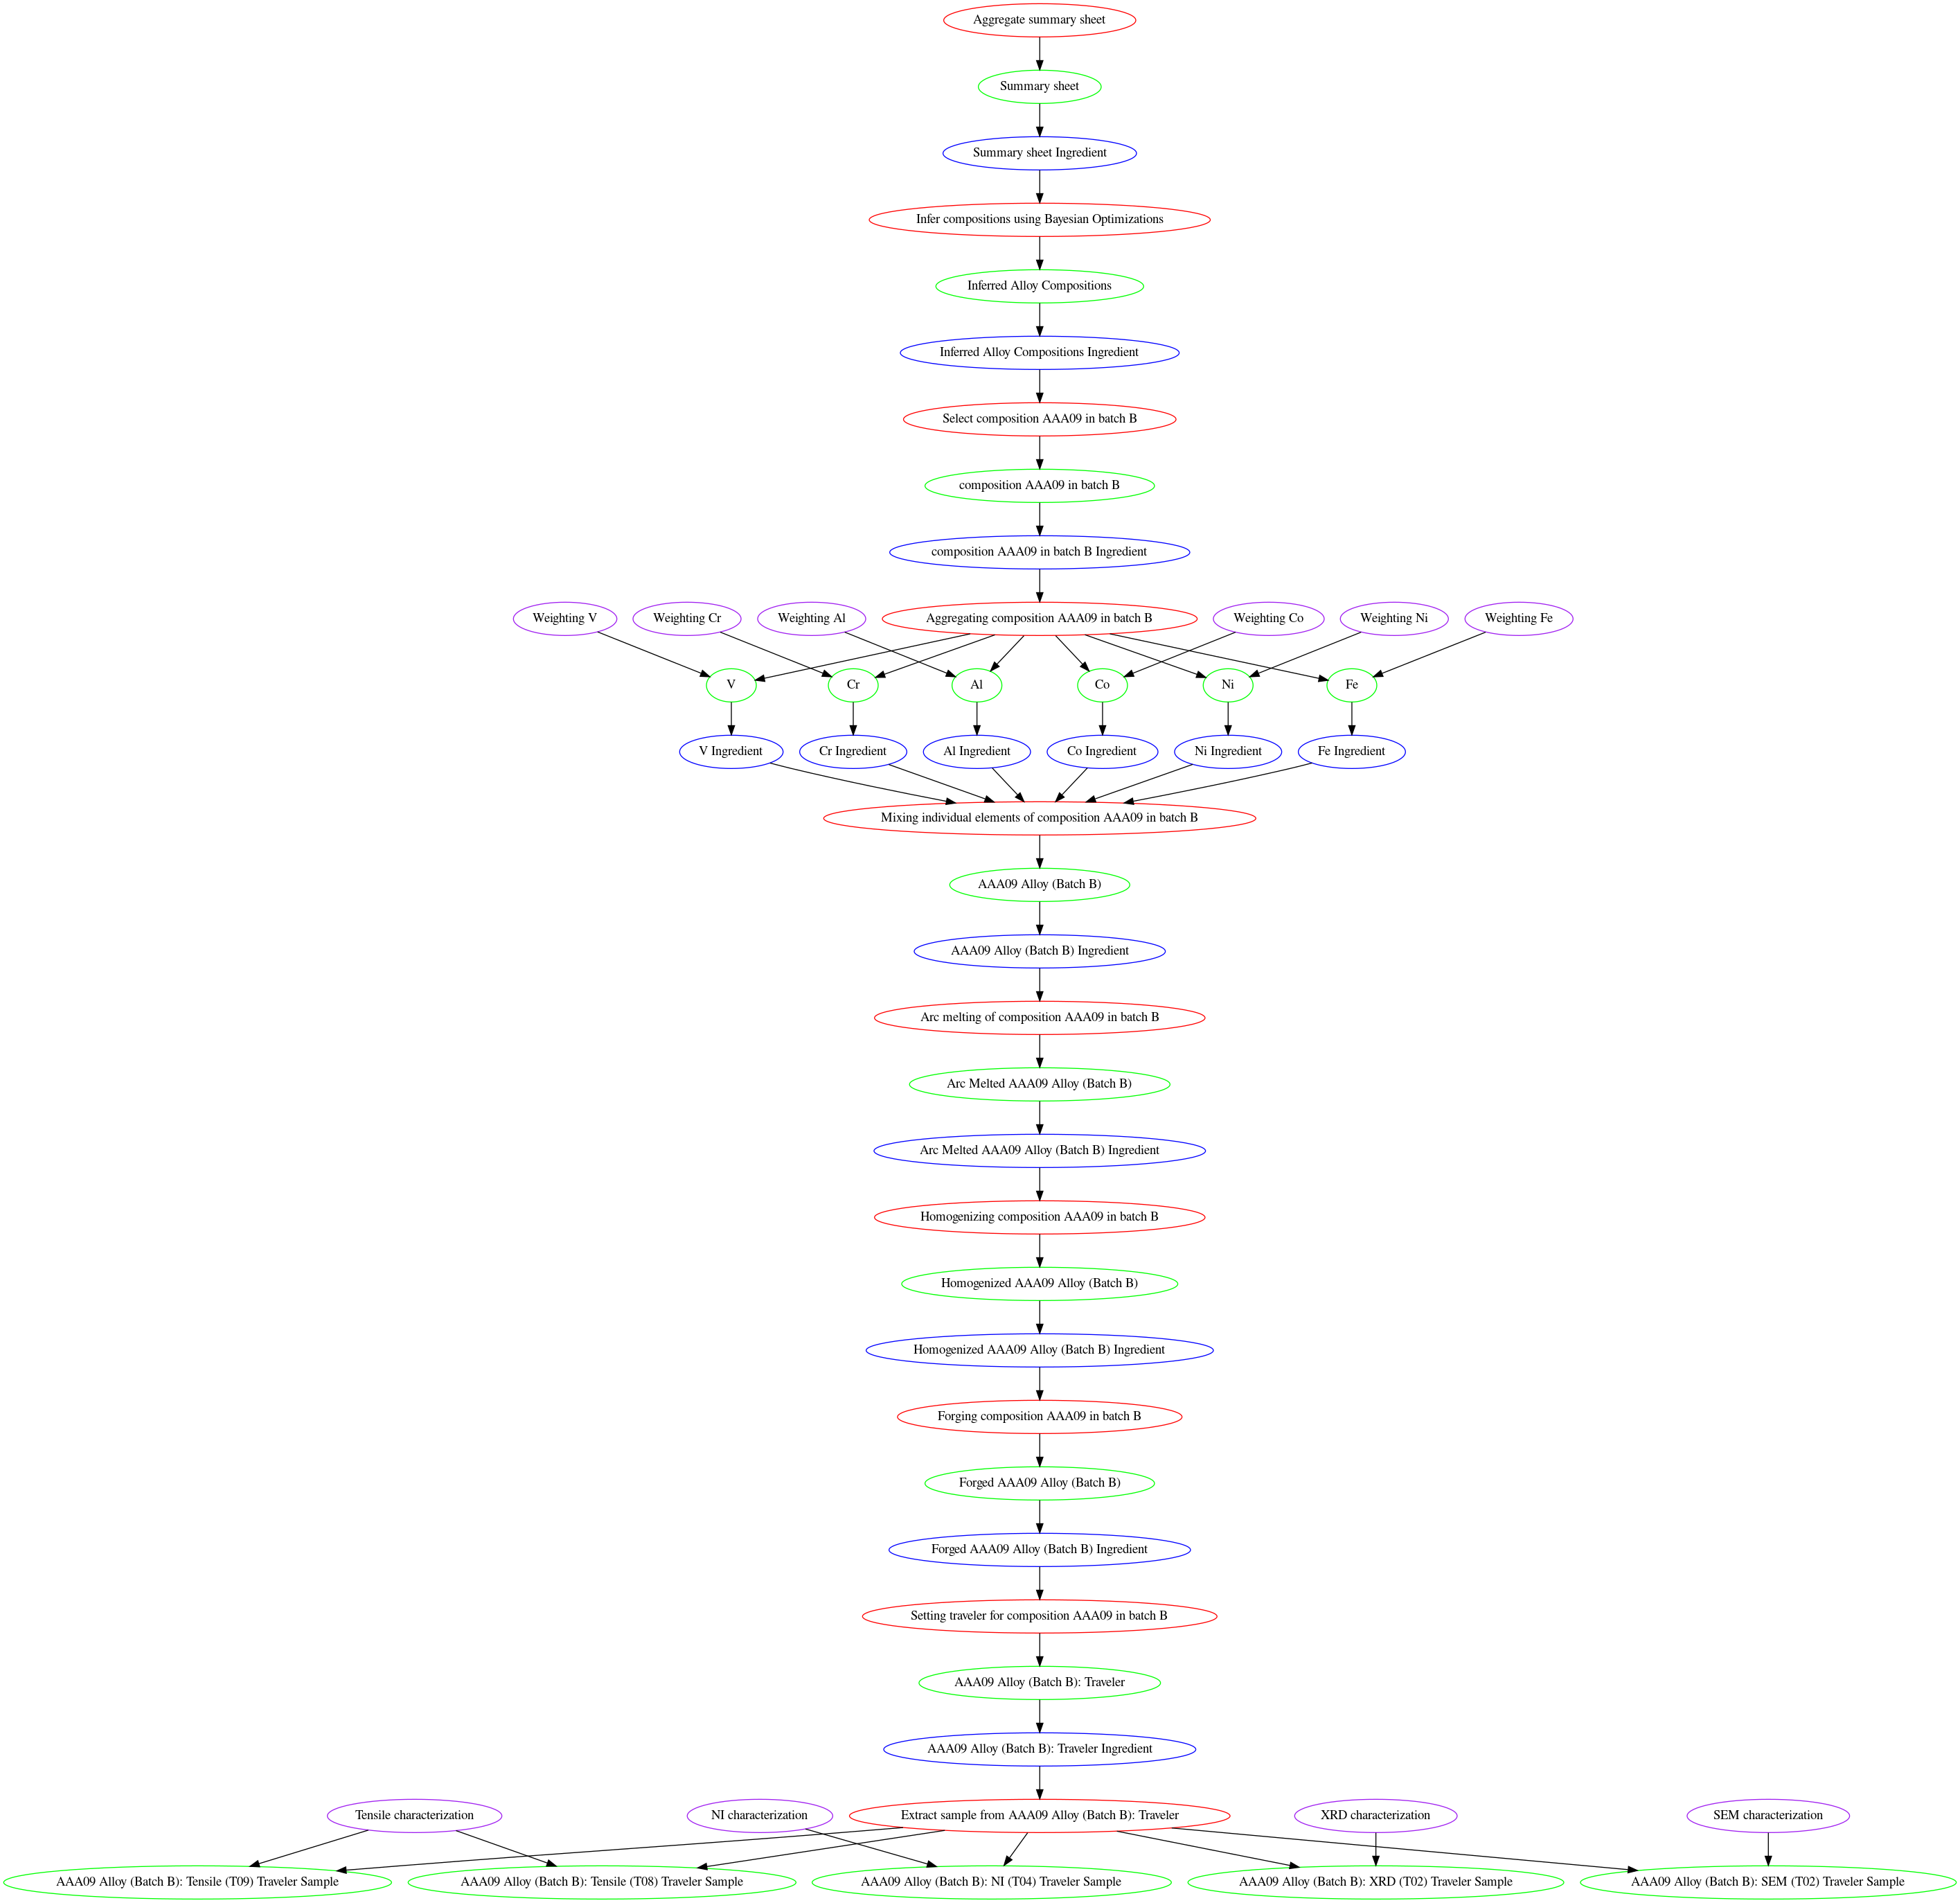 Aggregate summary sheet
Summary sheet
Summary sheet Ingredient
Infer compositions using Bayesian Optimizations
Inferred Alloy Compositions
Inferred Alloy Compositions Ingredient
Select composition AAA09 in batch B
composition AAA09 in batch B
composition AAA09 in batch B Ingredient
Weighting V
Weighting Cr
Weighting Al
Aggregating composition AAA09 in batch B
Weighting Co
Weighting Ni
Weighting Fe
V
Cr
Al
Co
Ni
Fe
V Ingredient
Cr Ingredient
Al Ingredient
Co Ingredient
Ni Ingredient
Fe Ingredient
Mixing individual elements of composition AAA09 in batch B
AAA09 Alloy (Batch B)
AAA09 Alloy (Batch B) Ingredient
Arc melting of composition AAA09 in batch B
Arc Melted AAA09 Alloy (Batch B)
Arc Melted AAA09 Alloy (Batch B) Ingredient
Homogenizing composition AAA09 in batch B
Homogenized AAA09 Alloy (Batch B)
Homogenized AAA09 Alloy (Batch B) Ingredient
Forging composition AAA09 in batch B
Forged AAA09 Alloy (Batch B)
Forged AAA09 Alloy (Batch B) Ingredient
Setting traveler for composition AAA09 in batch B
AAA09 Alloy (Batch B): Traveler
AAA09 Alloy (Batch B): Traveler Ingredient
Tensile characterization
NI characterization
Extract sample from AAA09 Alloy (Batch B): Traveler
XRD characterization
SEM characterization
AAA09 Alloy (Batch B): Tensile (T09) Traveler Sample
AAA09 Alloy (Batch B): Tensile (T08) Traveler Sample
AAA09 Alloy (Batch B): NI (T04) Traveler Sample
AAA09 Alloy (Batch B): XRD (T02) Traveler Sample
AAA09 Alloy (Batch B): SEM (T02) Traveler Sample